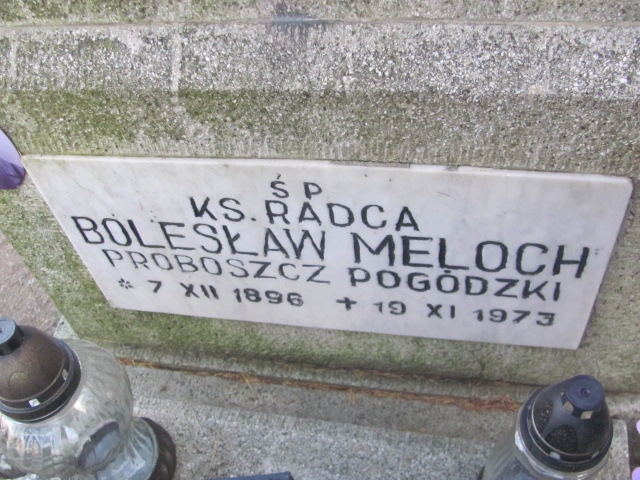 ŚP
KS. RADCA
BOLESŁAW MELOCH
PROBOSZCZ POGÓDZKI
* 7 XII 1896 + 19 XI 1973